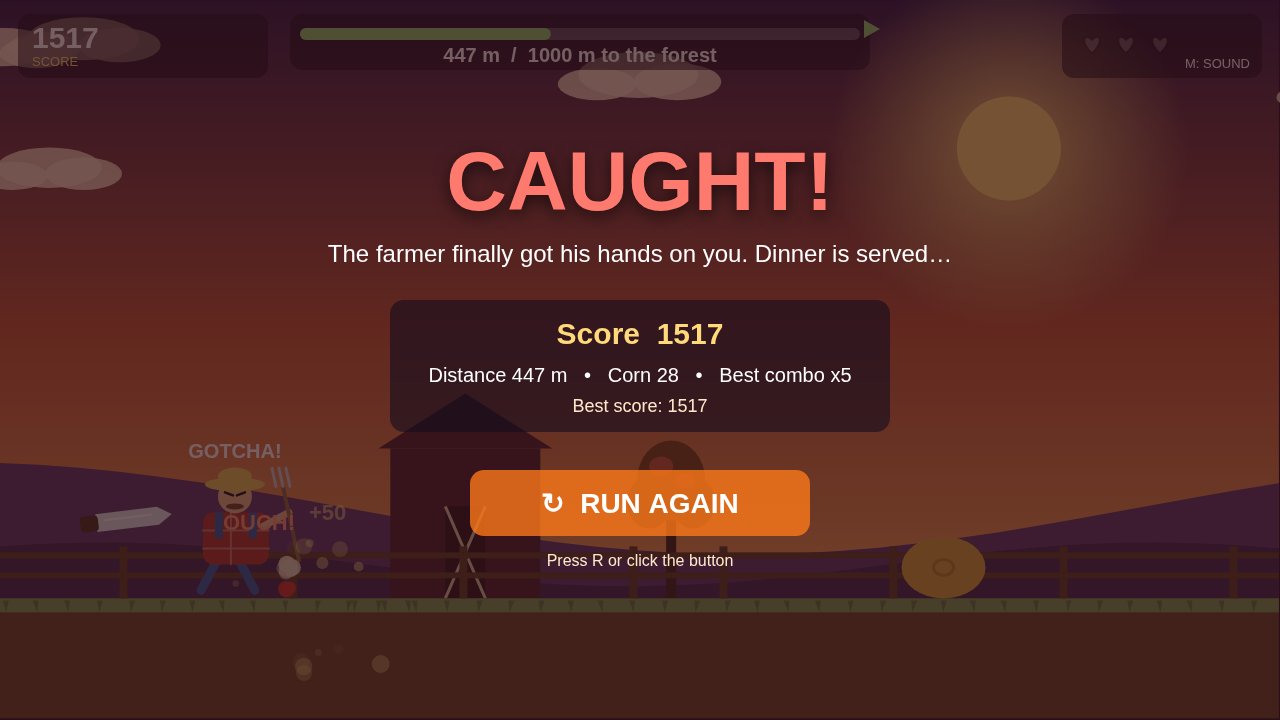 1517
SCORE
447 m / 1000 m to the forest
M: SOUND
CAUGHT!
The farmer finally got his hands on you. Dinner is served…
Score 1517
Distance 447 m • Corn 28 • Best combo x5
Best score: 1517
GOTCHA!
OUCH!
+50
↻ RUN AGAIN
Press R or click the button